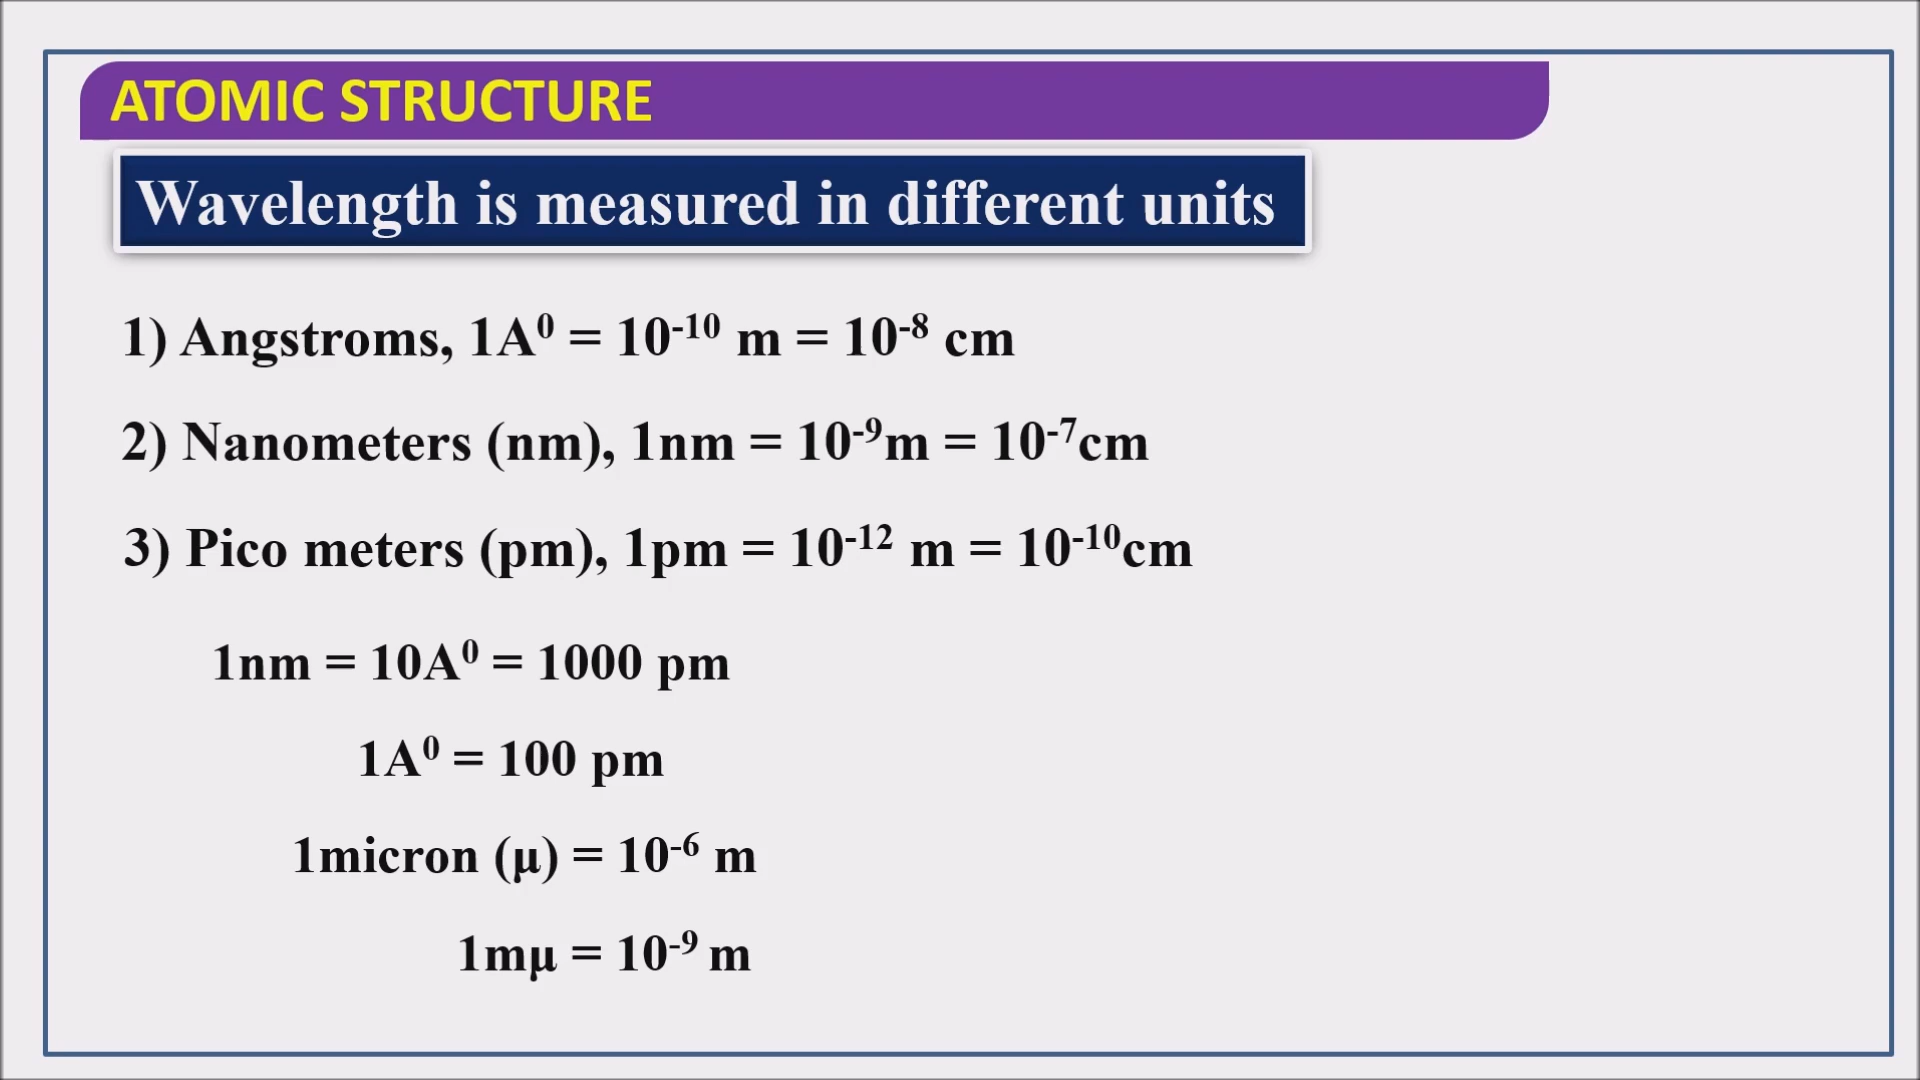 ATOMIC STRUCTURE
Wavelength is measured in different units
1) Angstroms, 1A⁰ = 10⁻¹⁰ m = 10⁻⁸ cm
2) Nanometers (nm), 1nm = 10⁻⁹m = 10⁻⁷cm
3) Pico meters (pm), 1pm = 10⁻¹² m = 10⁻¹⁰cm
1nm = 10A⁰ = 1000 pm
1A⁰ = 100 pm
1micron (μ) = 10⁻⁶ m
1mμ = 10⁻⁹ m